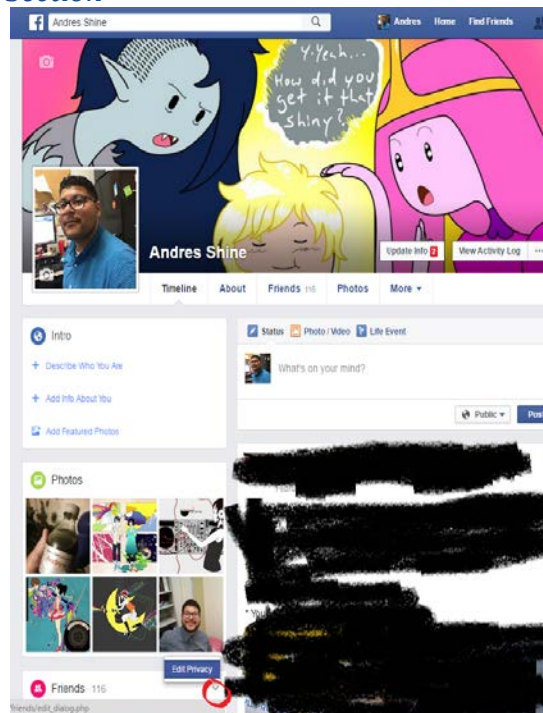 Section
Andres Shine
Andres Home Find Friends
Y.Yeah...
How did you
get it that
shiny?
Andres Shine
Update Info 2 View Activity Log ...
Timeline About Friends 116 Photos More
Intro
+ Describe Who You Are
+ Add Info About You
Add Featured Photos
Status Photo / Video Life Event
What's on your mind?
Public Post
Photos
Edit Privacy
Friends 116
/friends/edit_dialog.php
* You